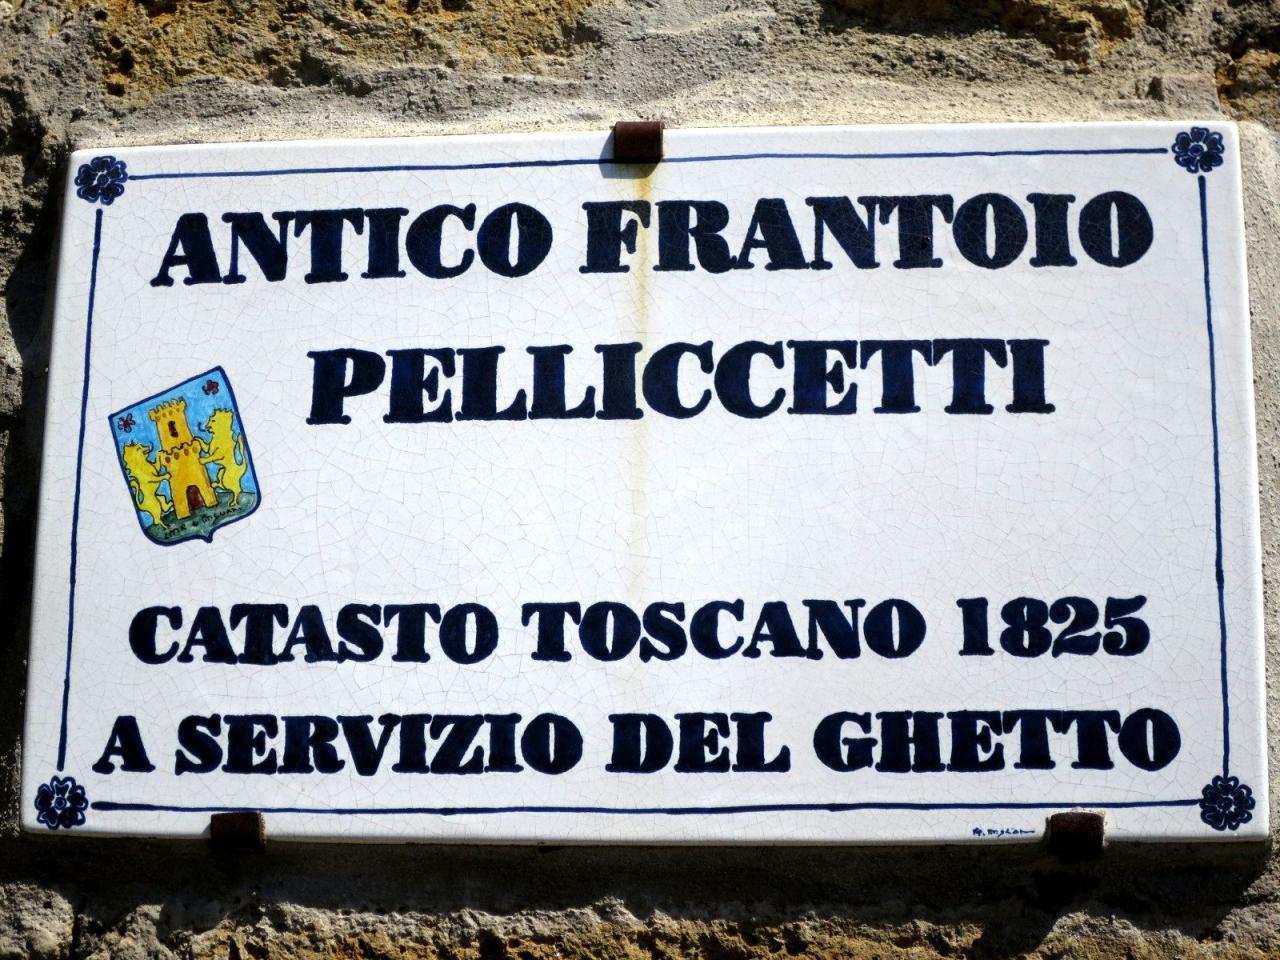 ANTICO FRANTOIO
PELLICCETTI
CATASTO TOSCANO 1825
A SERVIZIO DEL GHETTO